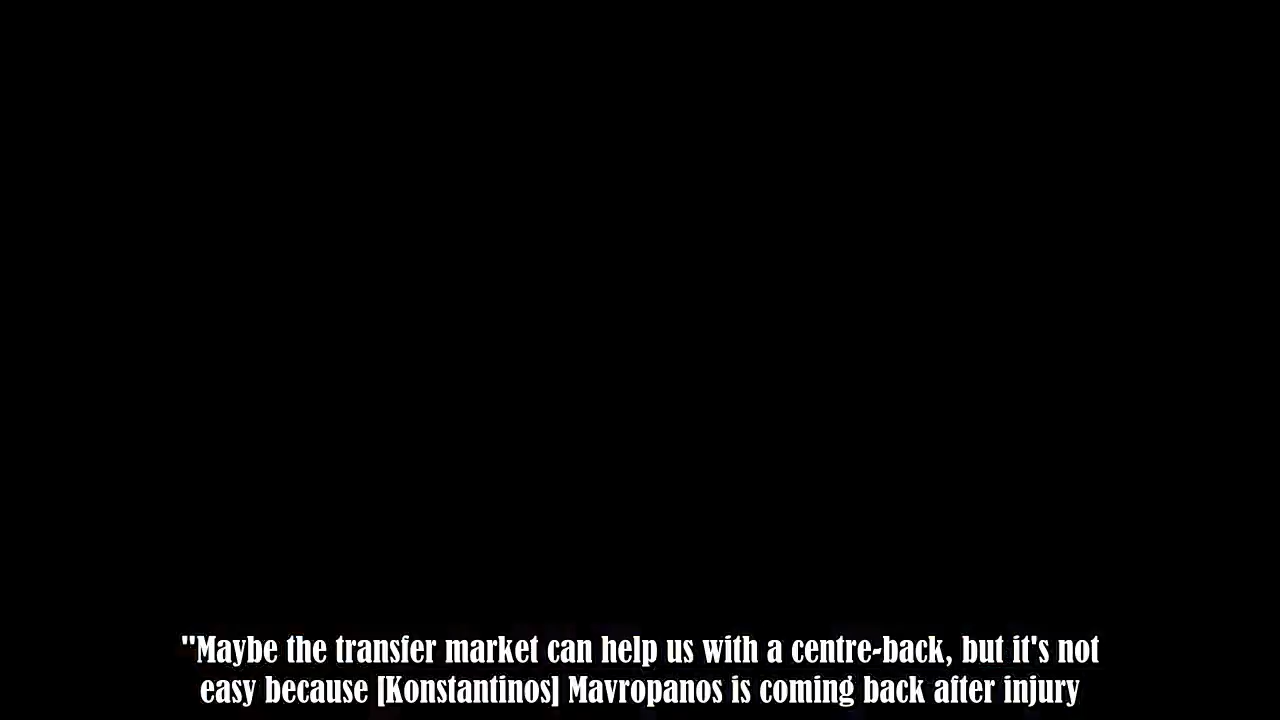 "Maybe the transfer market can help us with a centre-back, but it's not
easy because [Konstantinos] Mavropanos is coming back after injury